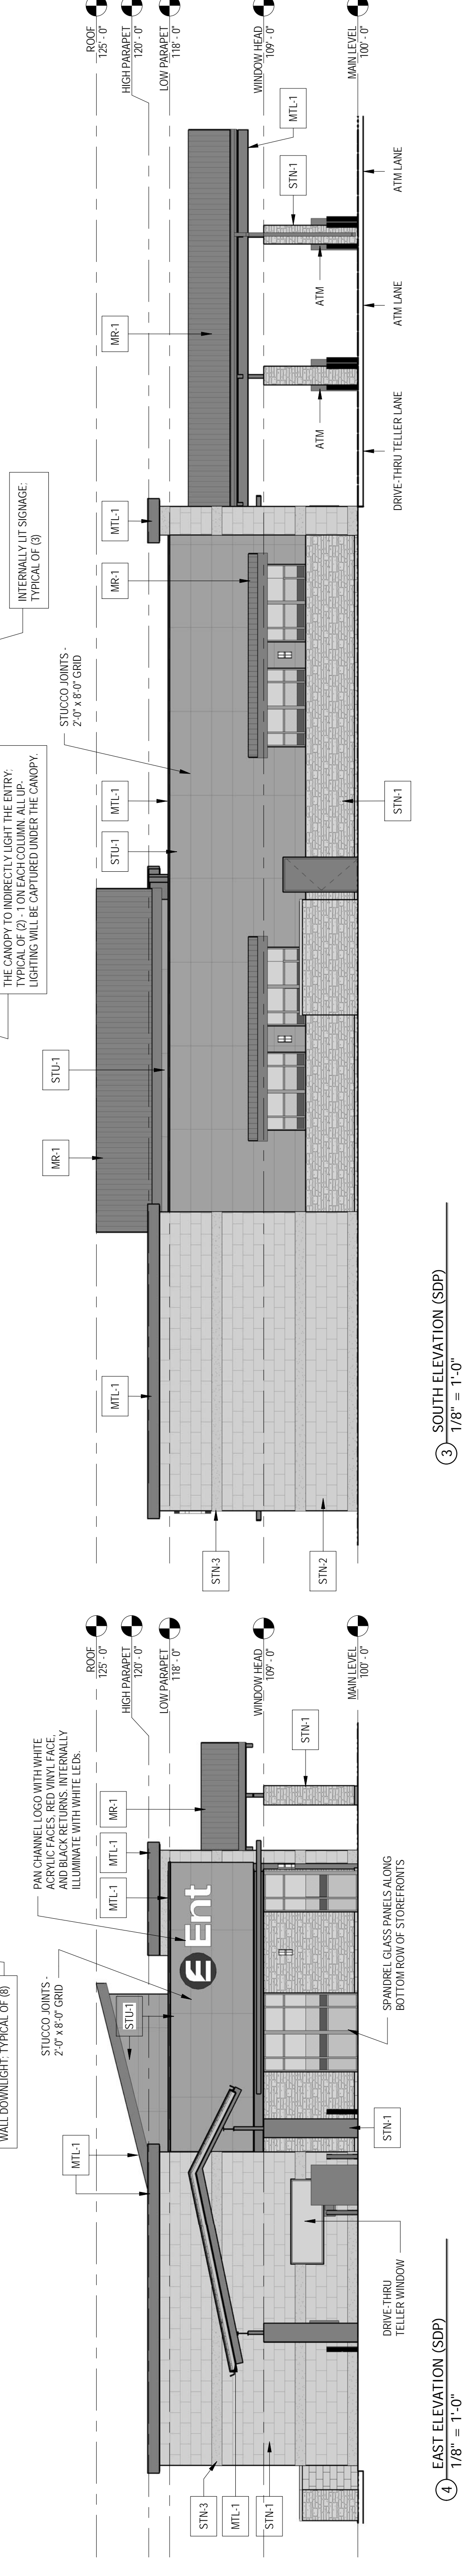 WALL DOWNLIGHT: TYPICAL OF (8)
STUCCO JOINTS -
2'-0" x 8'-0" GRID
PAN CHANNEL LOGO WITH WHITE
ACRYLIC FACES, RED VINYL FACE,
AND BLACK RETURNS. INTERNALLY
ILLUMINATE WITH WHITE LEDs.
MTL-1
STU-1
MTL-1
MTL-1
MR-1
ROOF
125' - 0"
HIGH PARAPET
120' - 0"
LOW PARAPET
118' - 0"
WINDOW HEAD
109' - 0"
MAIN LEVEL
100' - 0"
Ent
STN-3
MTL-1
STN-1
DRIVE-THRU
TELLER WINDOW
STN-1
SPANDREL GLASS PANELS ALONG
BOTTOM ROW OF STOREFRONTS
STN-1
4
EAST ELEVATION (SDP)
1/8" = 1'-0"
THE CANOPY TO INDIRECTLY LIGHT THE ENTRY:
TYPICAL OF (2) - 1 ON EACH COLUMN. ALL UP-
LIGHTING WILL BE CAPTURED UNDER THE CANOPY.
INTERNALLY LIT SIGNAGE:
TYPICAL OF (3)
MTL-1
MR-1
STU-1
STU-1
MTL-1
STUCCO JOINTS -
2'-0" x 8'-0" GRID
MR-1
MTL-1
MR-1
ROOF
125' - 0"
HIGH PARAPET
120' - 0"
LOW PARAPET
118' - 0"
WINDOW HEAD
109' - 0"
MAIN LEVEL
100' - 0"
STN-3
STN-2
STN-1
ATM
ATM
STN-1
MTL-1
DRIVE-THRU TELLER LANE
ATM LANE
ATM LANE
3
SOUTH ELEVATION (SDP)
1/8" = 1'-0"